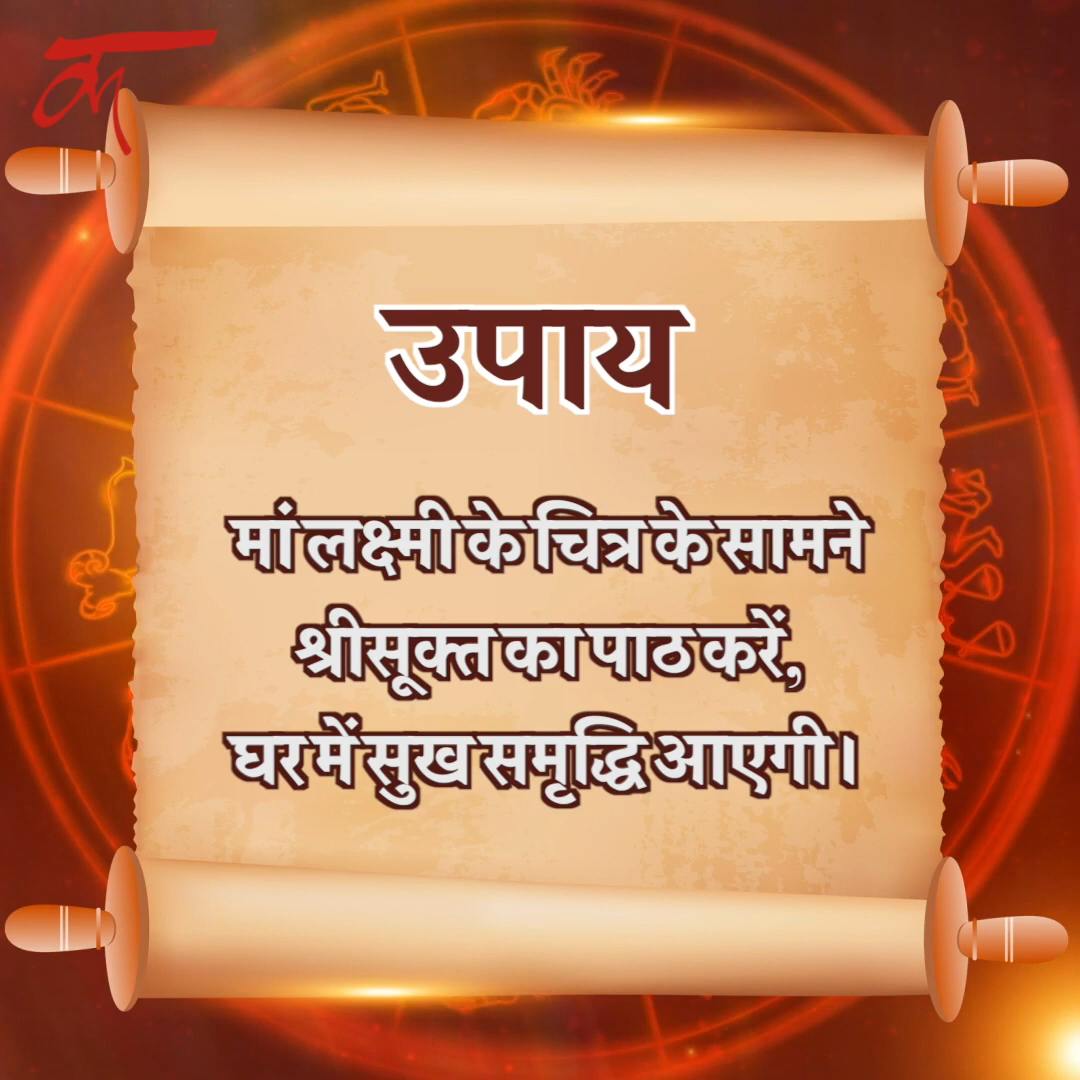 उपाय
मां लक्ष्मी के चित्र के सामने
श्रीसूक्त का पाठ करें,
घर में सुख समृद्धि आएगी।